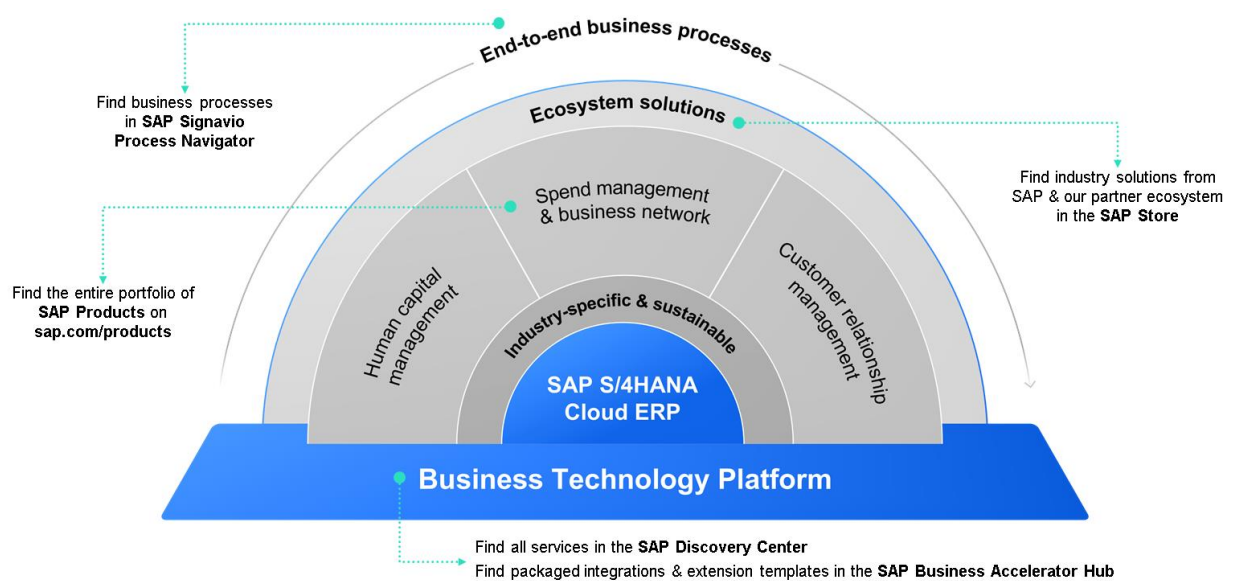 End-to-end business processes
Find business processes
in SAP Signavio
Process Navigator
Ecosystem solutions
Find industry solutions from
SAP & our partner ecosystem
in the SAP Store
Spend management
& business network
Find the entire portfolio of
SAP Products on
sap.com/products
Human capital
management
Customer relationship
management
Industry-specific & sustainable
SAP S/4HANA
Cloud ERP
Business Technology Platform
Find all services in the SAP Discovery Center
Find packaged integrations & extension templates in the SAP Business Accelerator Hub